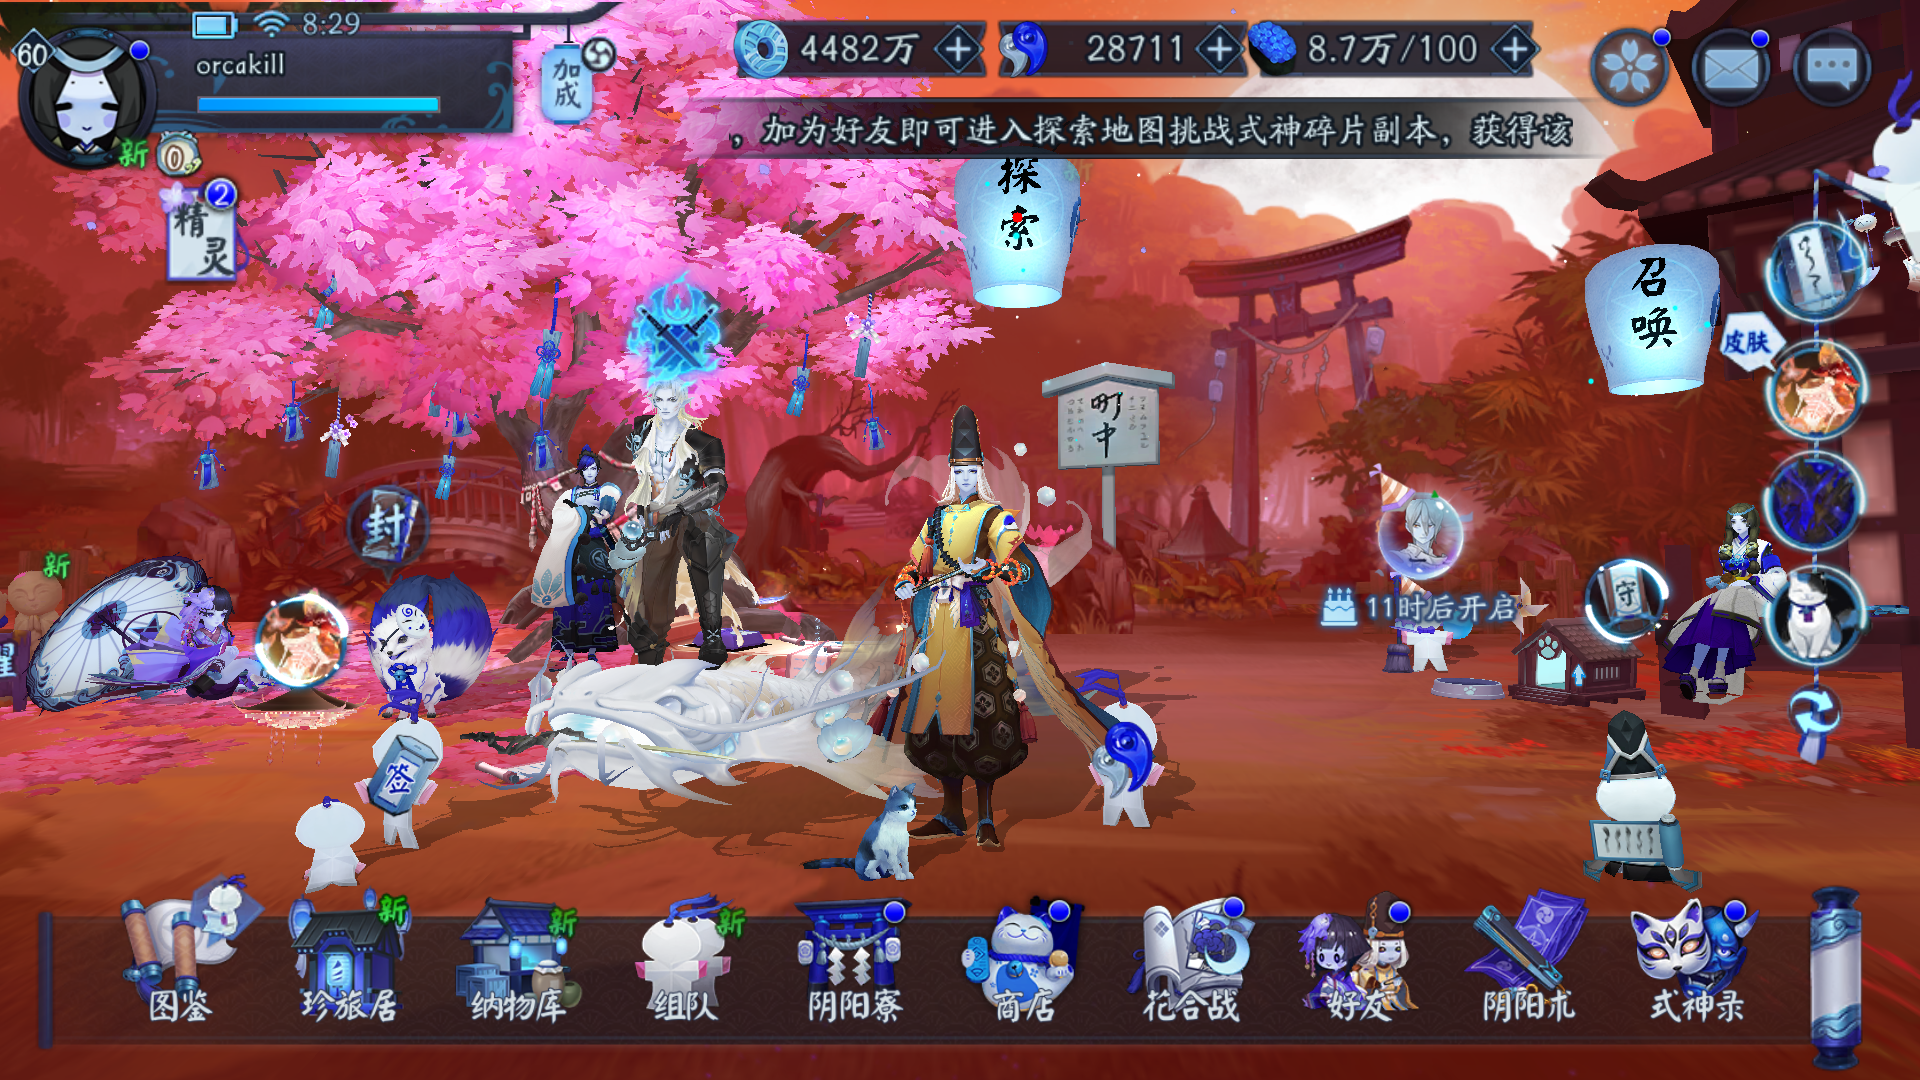 8:29
60
orcakill
加成
4482万
28711
8.7万/100
，加为好友即可进入探索地图挑战式神碎片副本，获得该
新
0
2
精灵
探索
召唤
皮肤
町中
封
新
11时后开启
守
签
图鉴
新
珍旅居
新
纳物库
新
组队
阴阳寮
商店
花合战
好友
阴阳术
式神录